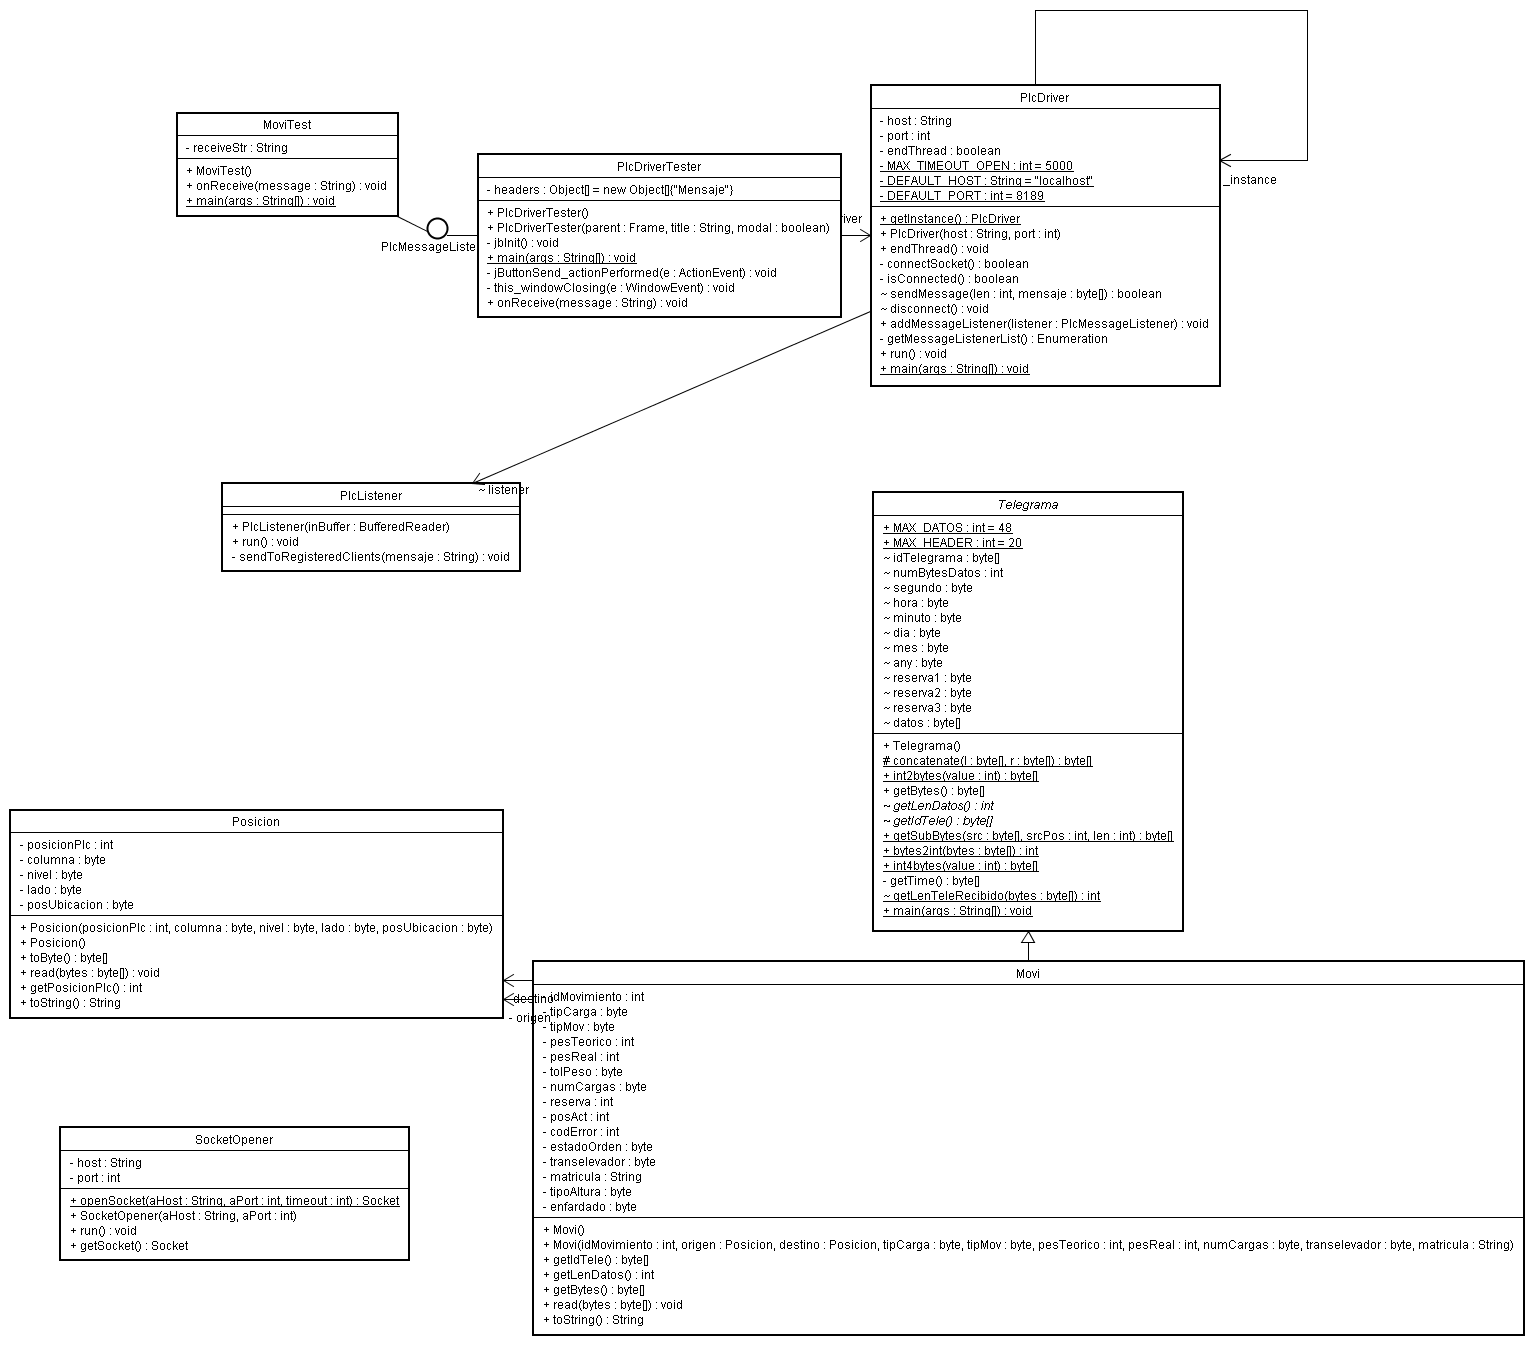 PlcDriver
- host : String
- port : int
- endThread : boolean
- MAX_TIMEOUT_OPEN : int = 5000
- DEFAULT_HOST : String = "localhost"
- DEFAULT_PORT : int = 8189
+ getInstance() : PlcDriver
+ PlcDriver(host : String, port : int)
+ endThread() : void
- connectSocket() : boolean
- isConnected() : boolean
~ sendMessage(len : int, mensaje : byte[]) : boolean
~ disconnect() : void
+ addMessageListener(listener : PlcMessageListener) : void
- getMessageListenerList() : Enumeration
+ run() : void
+ main(args : String[]) : void
_instance
MoviTest
- receiveStr : String
+ MoviTest()
+ onReceive(message : String) : void
+ main(args : String[]) : void
PlcMessageListe
PlcDriverTester
- headers : Object[] = new Object[]{"Mensaje"}
+ PlcDriverTester()
+ PlcDriverTester(parent : Frame, title : String, modal : boolean)
- jbInit() : void
+ main(args : String[]) : void
- jButtonSend_actionPerformed(e : ActionEvent) : void
- this_windowClosing(e : WindowEvent) : void
+ onReceive(message : String) : void
river
~ listener
PlcListener
+ PlcListener(inBuffer : BufferedReader)
+ run() : void
- sendToRegisteredClients(mensaje : String) : void
Telegrama
+ MAX_DATOS : int = 48
+ MAX_HEADER : int = 20
~ idTelegrama : byte[]
~ numBytesDatos : int
~ segundo : byte
~ hora : byte
~ minuto : byte
~ dia : byte
~ mes : byte
~ any : byte
~ reserva1 : byte
~ reserva2 : byte
~ reserva3 : byte
~ datos : byte[]
+ Telegrama()
# concatenate(l : byte[], r : byte[]) : byte[]
+ int2bytes(value : int) : byte[]
+ getBytes() : byte[]
~ getLenDatos() : int
~ getIdTele() : byte[]
+ getSubBytes(src : byte[], srcPos : int, len : int) : byte[]
+ bytes2int(bytes : byte[]) : int
+ int4bytes(value : int) : byte[]
- getTime() : byte[]
~ getLenTeleRecibido(bytes : byte[]) : int
+ main(args : String[]) : void
Posicion
- posicionPlc : int
- columna : byte
- nivel : byte
- lado : byte
- posUbicacion : byte
+ Posicion(posicionPlc : int, columna : byte, nivel : byte, lado : byte, posUbicacion : byte)
+ Posicion()
+ toByte() : byte[]
+ read(bytes : byte[]) : void
+ getPosicionPlc() : int
+ toString() : String
- destino
- origen
Movi
- idMovimiento : int
- tipCarga : byte
- tipMov : byte
- pesTeorico : int
- pesReal : int
- tolPeso : byte
- numCargas : byte
- reserva : int
- posAct : int
- codError : int
- estadoOrden : byte
- transelevador : byte
- matricula : String
- tipoAltura : byte
- enfardado : byte
+ Movi()
+ Movi(idMovimiento : int, origen : Posicion, destino : Posicion, tipCarga : byte, tipMov : byte, pesTeorico : int, pesReal : int, numCargas : byte, transelevador : byte, matricula : String)
+ getIdTele() : byte[]
+ getLenDatos() : int
+ getBytes() : byte[]
+ read(bytes : byte[]) : void
+ toString() : String
SocketOpener
- host : String
- port : int
+ openSocket(aHost : String, aPort : int, timeout : int) : Socket
+ SocketOpener(aHost : String, aPort : int)
+ run() : void
+ getSocket() : Socket